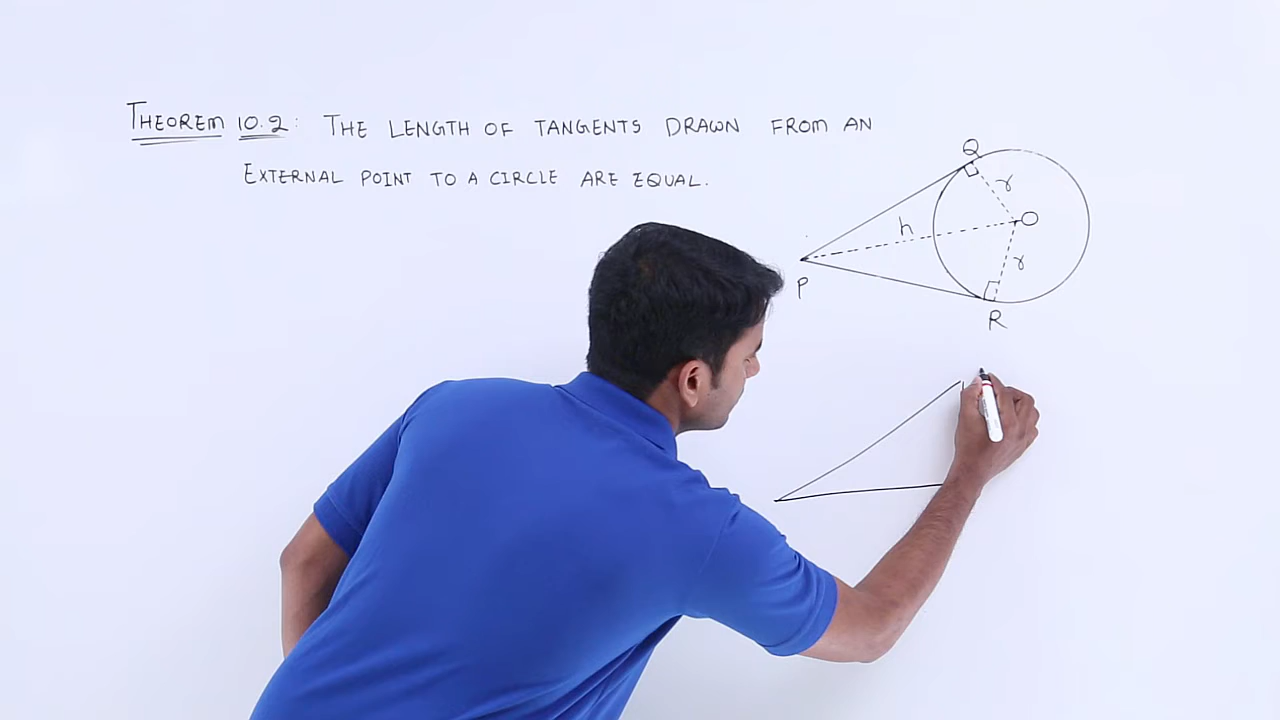 THEOREM 10.2: THE LENGTH OF TANGENTS DRAWN FROM AN
EXTERNAL POINT TO A CIRCLE ARE EQUAL.
Q
r
h
O
r
P
R